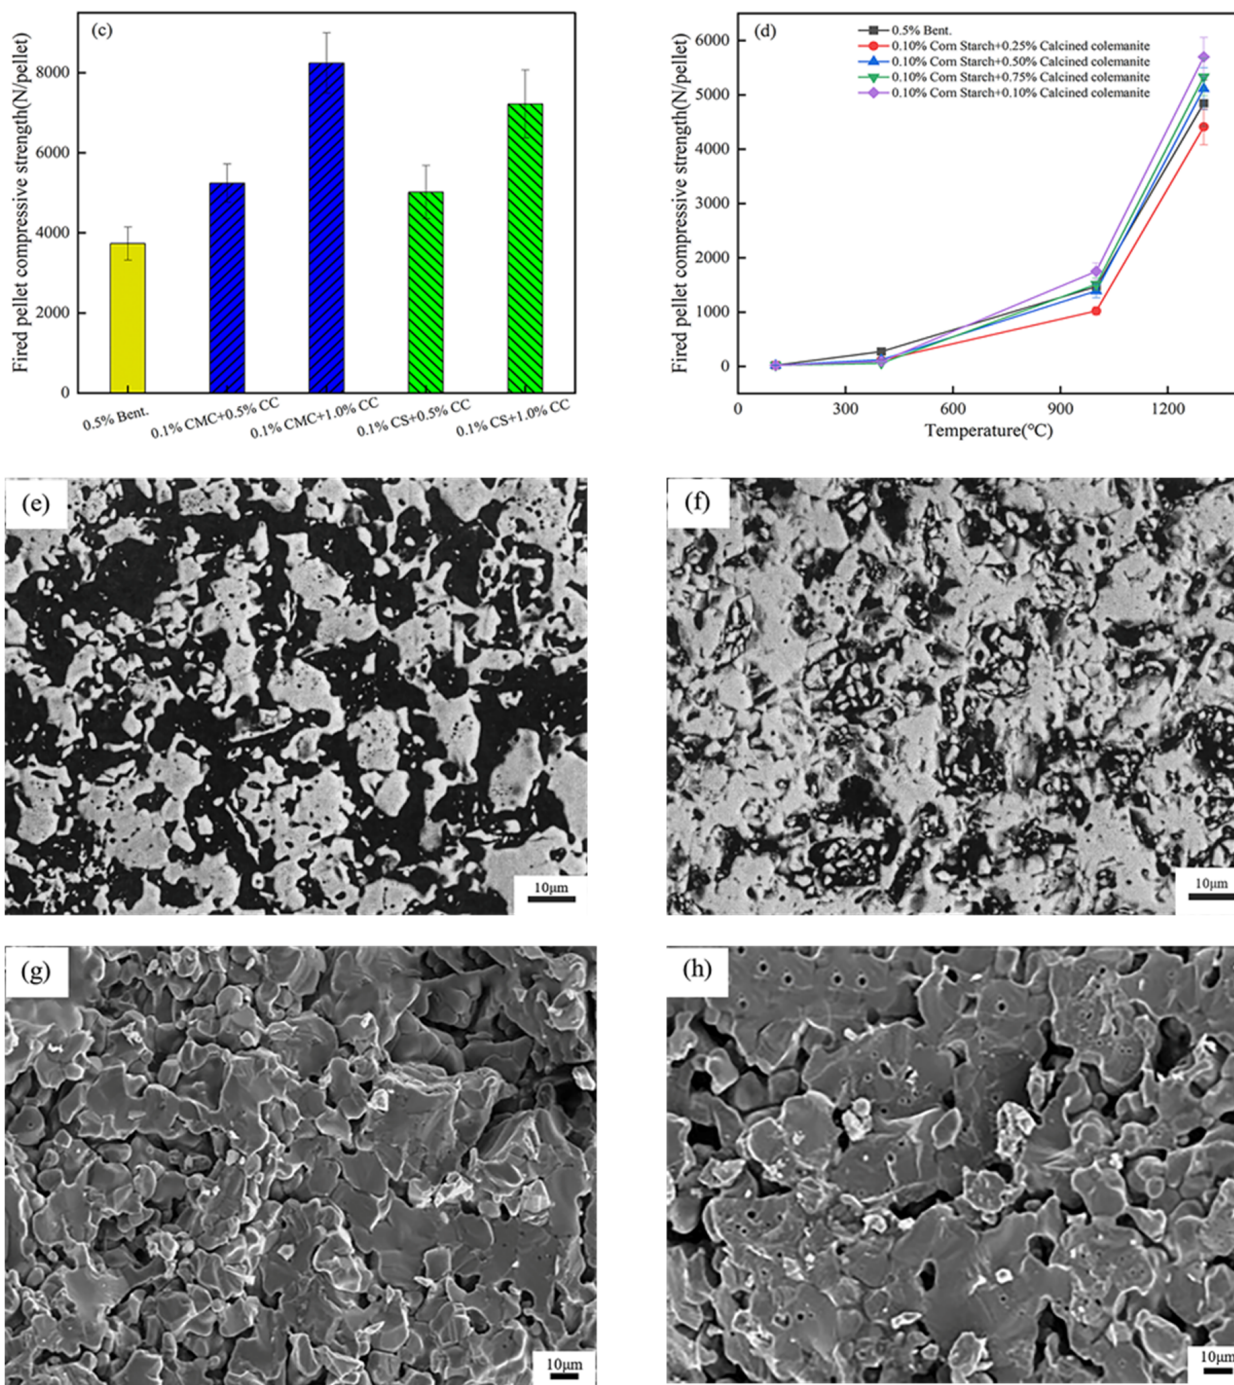 (c)
Fired pellet compressive strength(N/pellet)
8000
6000
4000
2000
0
0.5% Bent.
0.1% CMC+0.5% CC
0.1% CMC+1.0% CC
0.1% CS+0.5% CC
0.1% CS+1.0% CC
(d)
Fired pellet compressive strength(N/pellet)
6000
5000
4000
3000
2000
1000
0
0.5% Bent.
0.10% Corn Starch+0.25% Calcined colemanite
0.10% Corn Starch+0.50% Calcined colemanite
0.10% Corn Starch+0.75% Calcined colemanite
0.10% Corn Starch+0.10% Calcined colemanite
0
300
600
900
1200
Temperature(°C)
(e)
10μm
(f)
10μm
(g)
10μm
(h)
10μm